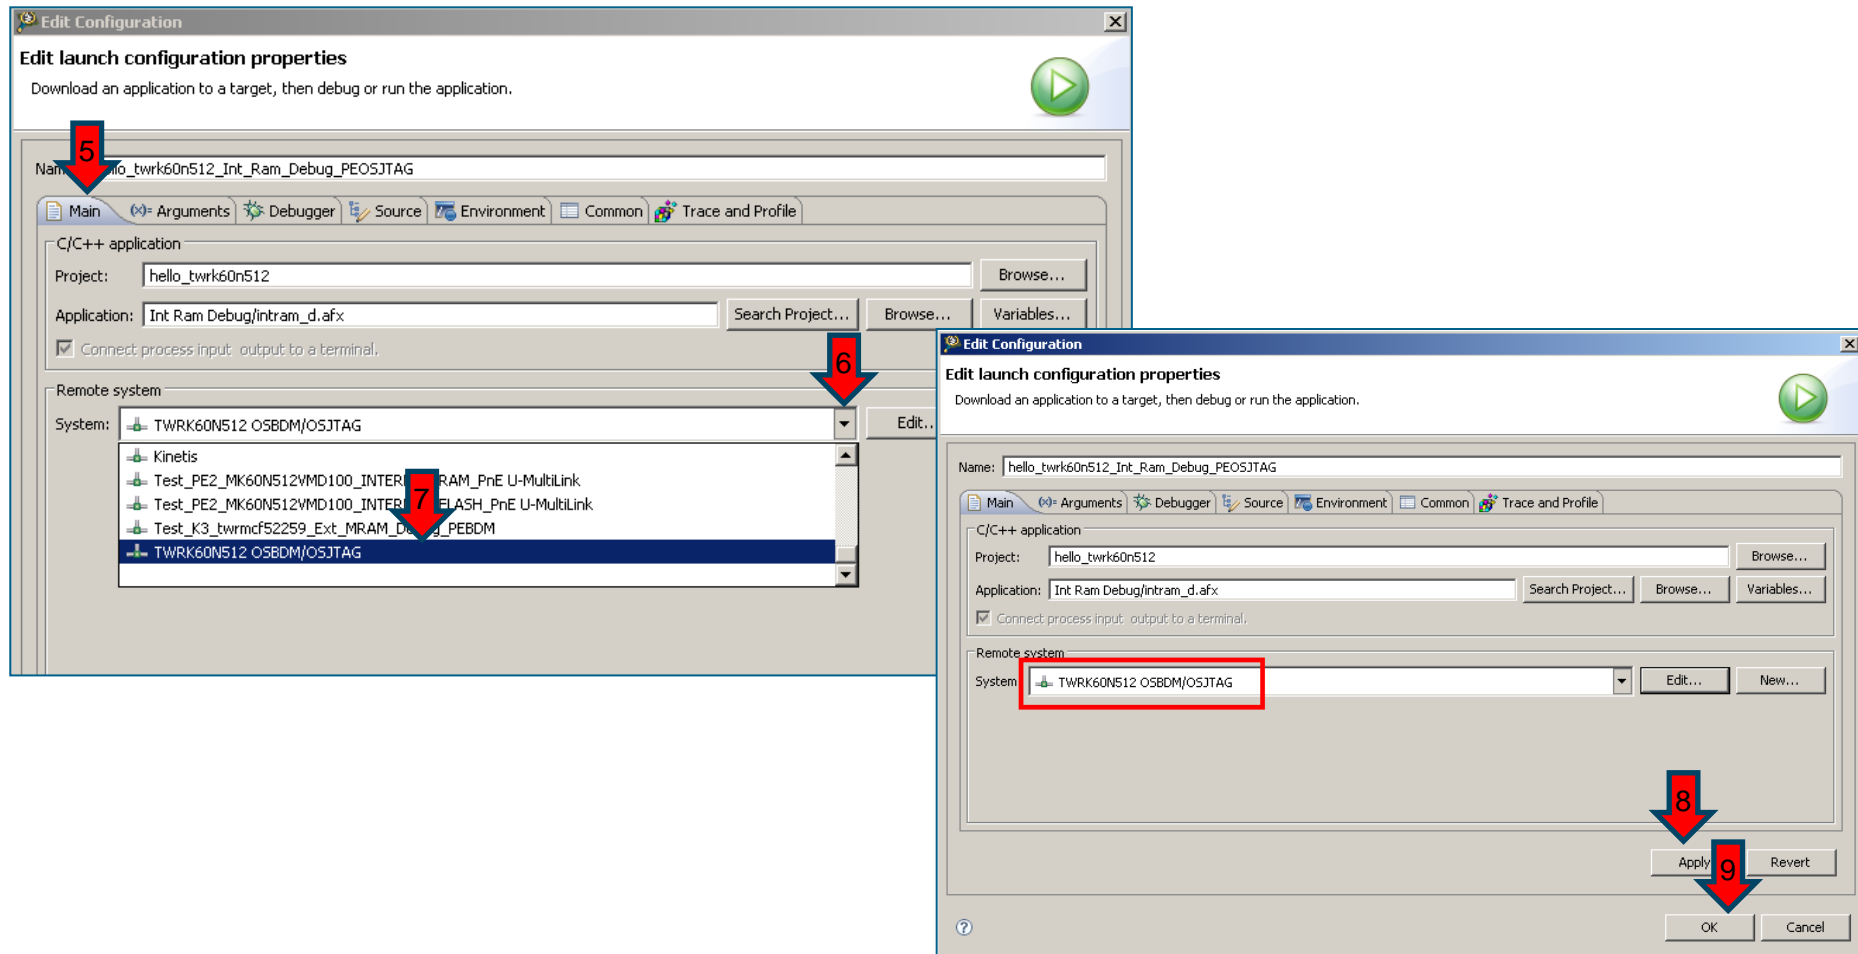 Edit Configuration
Edit launch configuration properties
Download an application to a target, then debug or run the application.
5
hello_twrk60n512_Int_Ram_Debug_PEOSJTAG
Main (x)= Arguments Debugger Source Environment Common Trace and Profile
C/C++ application
Project: hello_twrk60n512 Browse...
Application: Int Ram Debug/intram_d.afx Search Project... Browse... Variables...
Connect process input output to a terminal.
6
Remote system
System: TWRK60N512 OSBDM/OSJTAG Edit..
Kinetis
Test_PE2_MK60N512VMD100_INTER RAM_PnE U-MultiLink
7
Test_PE2_MK60N512VMD100_INTER LASH_PnE U-MultiLink
Test_K3_twrmcf52259_Ext_MRAM_D g_PEBDM
TWRK60N512 OSBDM/OSJTAG
Edit Configuration
Edit launch configuration properties
Download an application to a target, then debug or run the application.
Name: hello_twrk60n512_Int_Ram_Debug_PEOSJTAG
Main (x)= Arguments Debugger Source Environment Common Trace and Profile
C/C++ application
Project: hello_twrk60n512 Browse...
Application: Int Ram Debug/intram_d.afx Search Project... Browse... Variables...
Connect process input output to a terminal.
Remote system
System TWRK60N512 OSBDM/OSJTAG Edit... New...
8
Apply Revert
9
OK Cancel